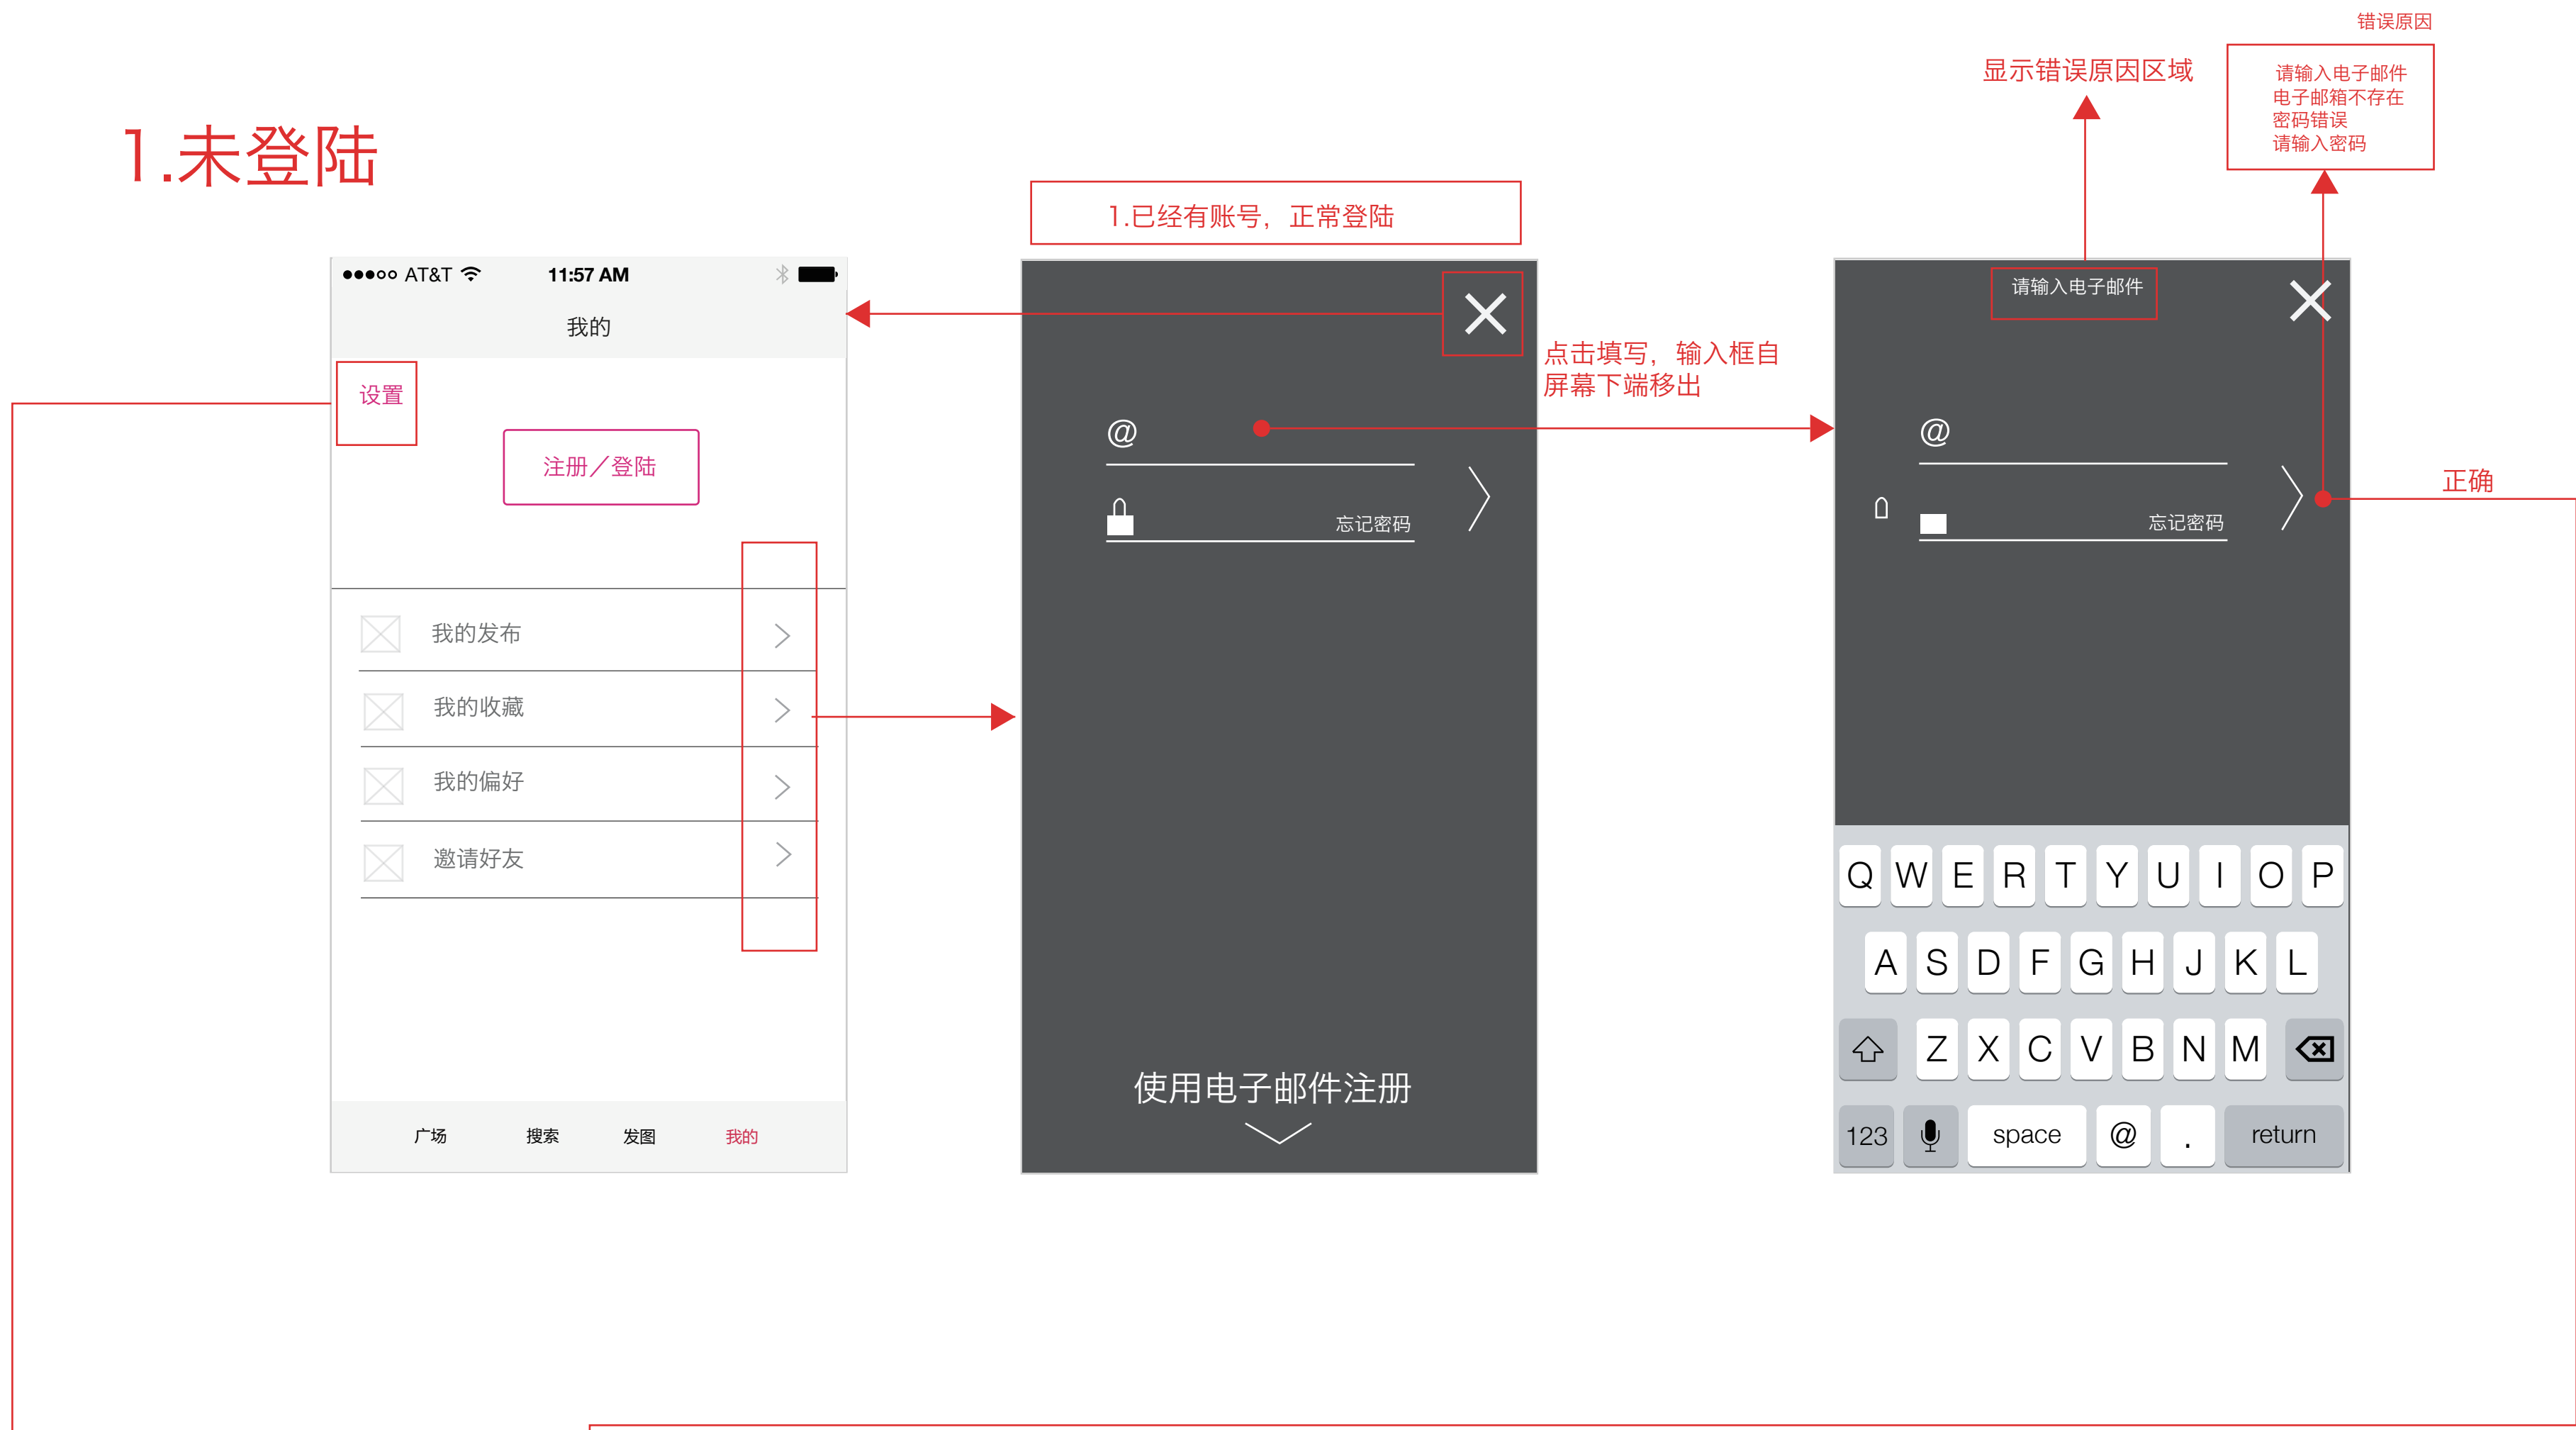 错误原因
显示错误原因区域
请输入电子邮件
电子邮箱不存在
密码错误
请输入密码
1.未登陆
1.已经有账号，正常登陆
AT&T
11:57 AM
我的
设置
注册／登陆
我的发布
我的收藏
我的偏好
邀请好友
广场
搜索
发图
我的
@
忘记密码
使用电子邮件注册
点击填写，输入框自
屏幕下端移出
请输入电子邮件
@
忘记密码
正确
Q W E R T Y U I O P
A S D F G H J K L
Z X C V B N M
123 space @ . return